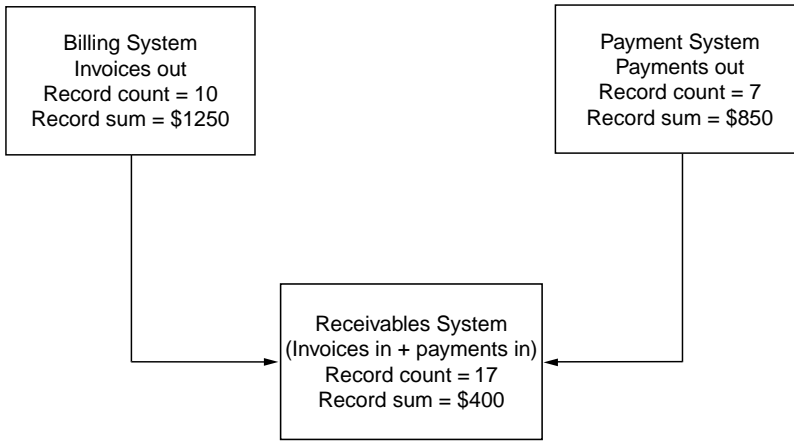 Billing System
Invoices out
Record count = 10
Record sum = $1250
Payment System
Payments out
Record count = 7
Record sum = $850
Receivables System
(Invoices in + payments in)
Record count = 17
Record sum = $400